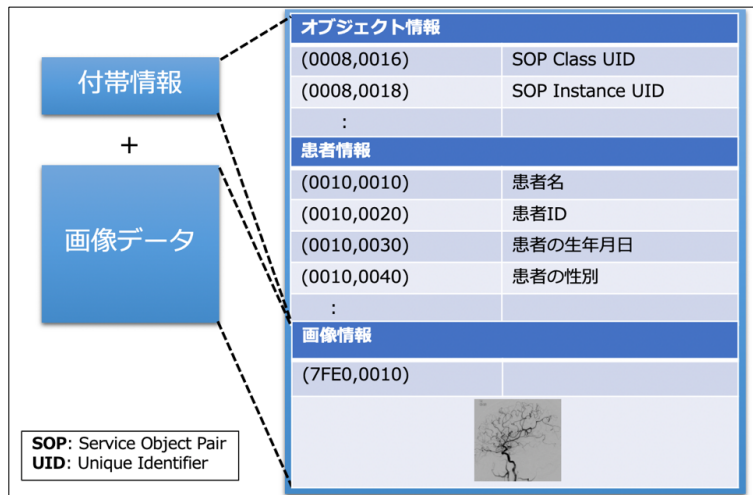 付帯情報
+
画像データ
SOP: Service Object Pair
UID: Unique Identifier
オブジェクト情報
(0008,0016) SOP Class UID
(0008,0018) SOP Instance UID
:
患者情報
(0010,0010) 患者名
(0010,0020) 患者ID
(0010,0030) 患者の生年月日
(0010,0040) 患者の性別
:
画像情報
(7FE0,0010)